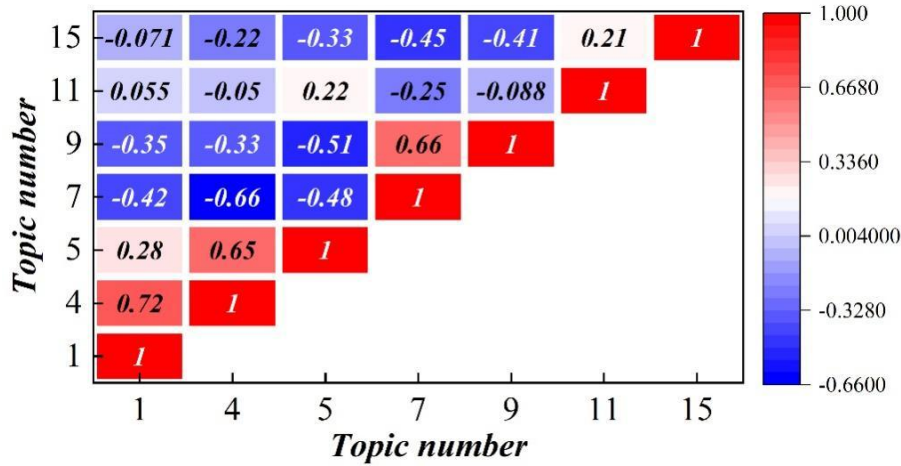 15 -0.071 -0.22 -0.33 -0.45 -0.41 0.21 1
11 0.055 -0.05 0.22 -0.25 -0.088 1
9 -0.35 -0.33 -0.51 0.66 1
7 -0.42 -0.66 -0.48 1
5 0.28 0.65 1
4 0.72 1
1 1
1 4 5 7 9 11 15
Topic number
Topic number
1.000
0.6680
0.3360
0.004000
-0.3280
-0.6600